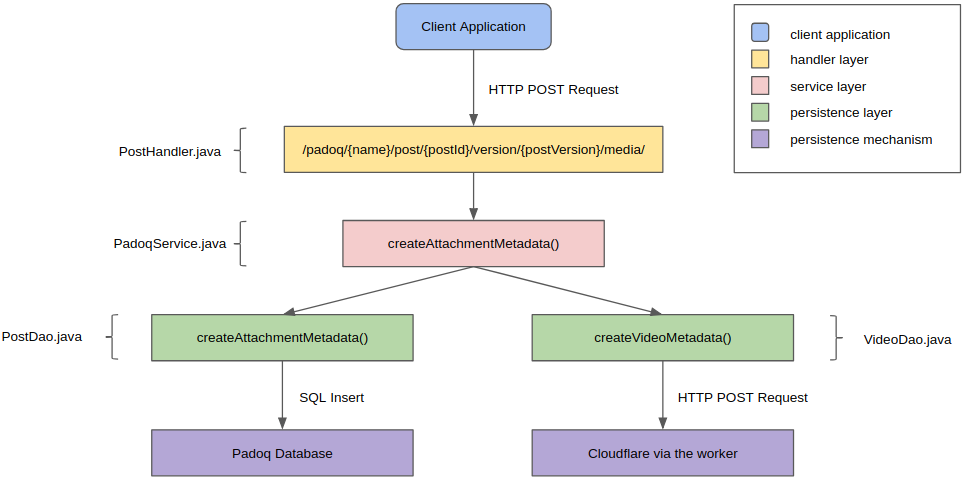 Client Application
client application
handler layer
service layer
persistence layer
persistence mechanism
HTTP POST Request
PostHandler.java
/padoq/{name}/post/{postId}/version/{postVersion}/media/
PadoqService.java
createAttachmentMetadata()
PostDao.java
createAttachmentMetadata()
createVideoMetadata()
VideoDao.java
SQL Insert
HTTP POST Request
Padoq Database
Cloudflare via the worker